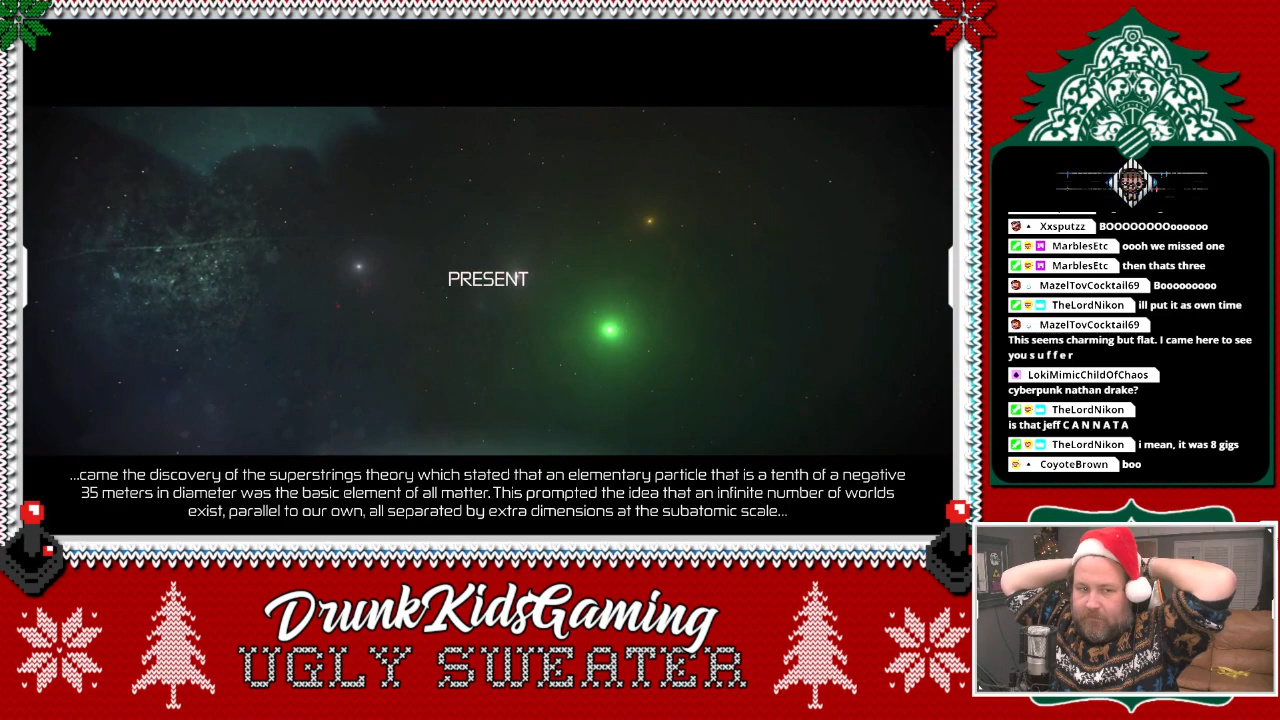 PRESENT
...came the discovery of the superstrings theory which stated that an elementary particle that is a tenth of a negative
35 meters in diameter was the basic element of all matter. This prompted the idea that an infinite number of worlds
exist, parallel to our own, all separated by extra dimensions at the subatomic scale...
Xxsputzz BOOOOOOOOoooooo
MarblesEtc oooh we missed one
MarblesEtc then thats three
MazelTovCocktail69 Booooooooo
TheLordNikon ill put it as own time
MazelTovCocktail69
This seems charming but flat. I came here to see
you s u f f e r
LokiMimicChildOfChaos
cyberpunk nathan drake?
TheLordNikon
is that jeff C A N N A T A
TheLordNikon i mean, it was 8 gigs
CoyoteBrown boo
DrunkKidsGaming
UGLY SWEATER